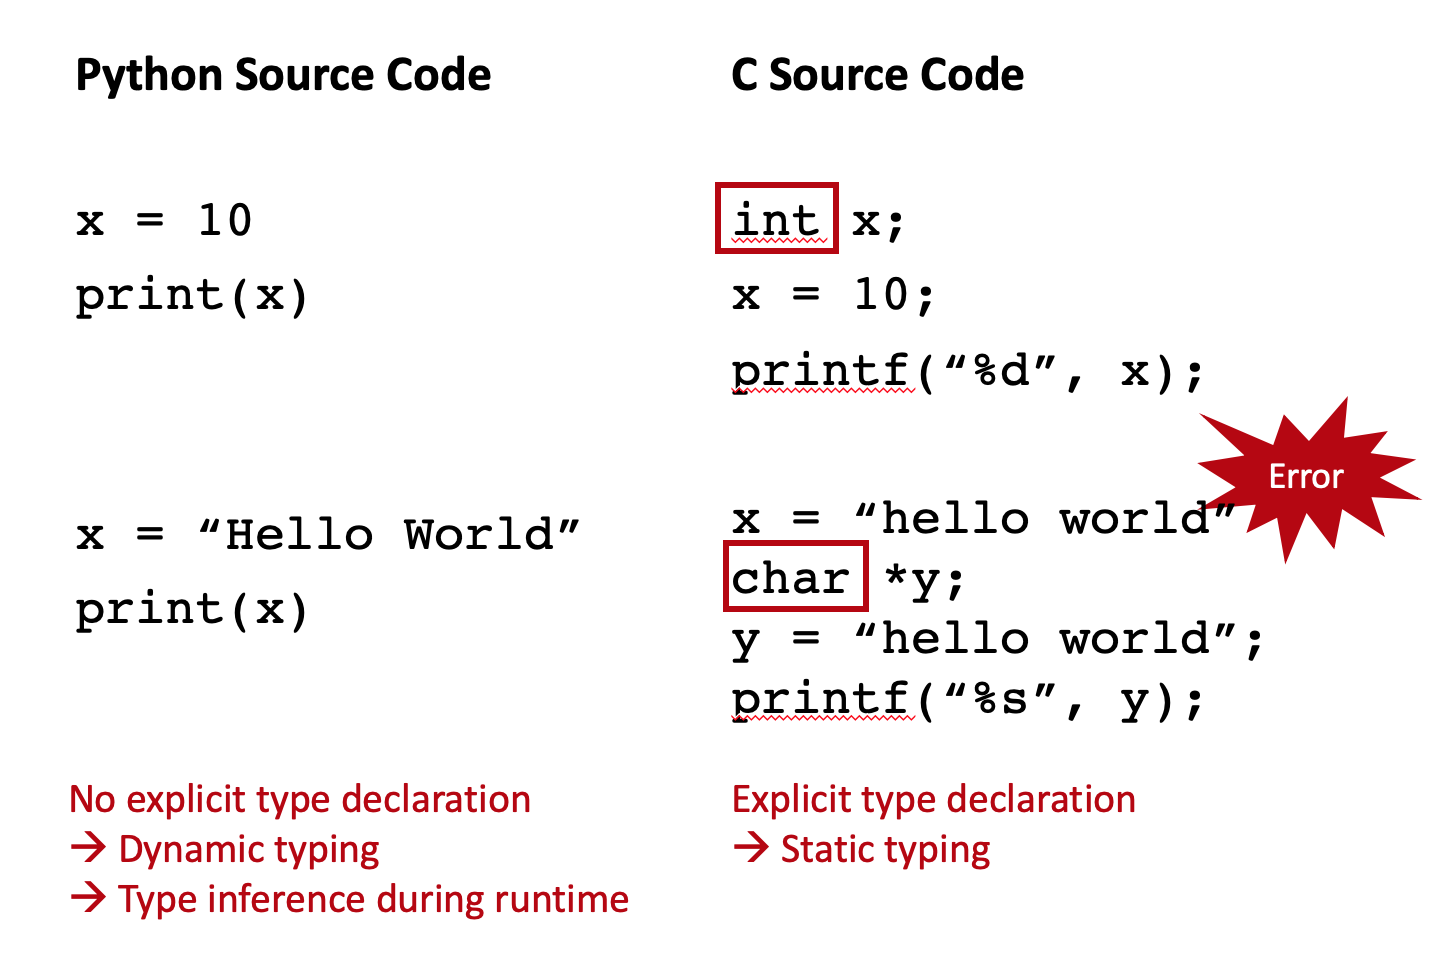 Python Source Code
x = 10
print(x)
x = “Hello World”
print(x)
No explicit type declaration
→ Dynamic typing
→ Type inference during runtime
C Source Code
int x;
x = 10;
printf(“%d”, x);
Error
x = “hello world”
char *y;
y = “hello world”;
printf(“%s”, y);
Explicit type declaration
→ Static typing